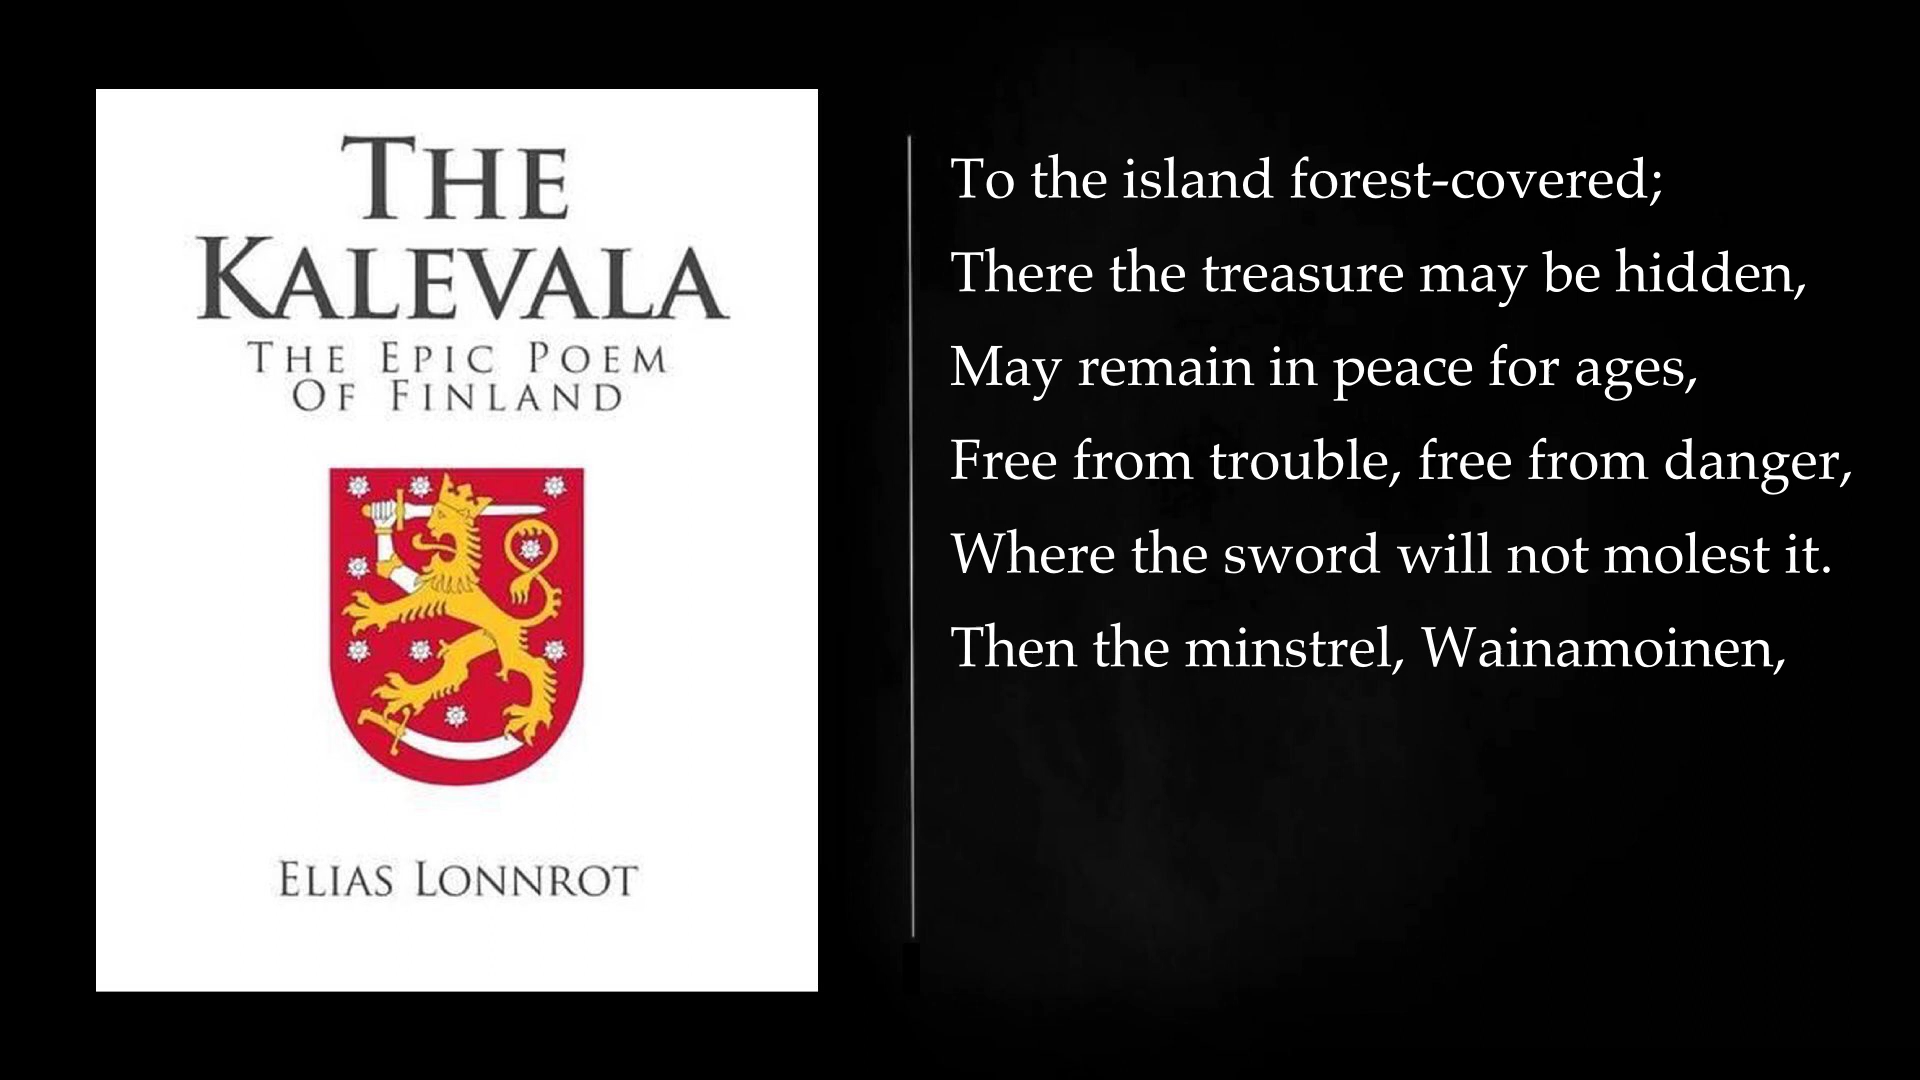 THE
KALEVALA
THE EPIC POEM
OF FINLAND
ELIAS LONNROT
To the island forest-covered;
There the treasure may be hidden,
May remain in peace for ages,
Free from trouble, free from danger,
Where the sword will not molest it.
Then the minstrel, Wainamoinen,